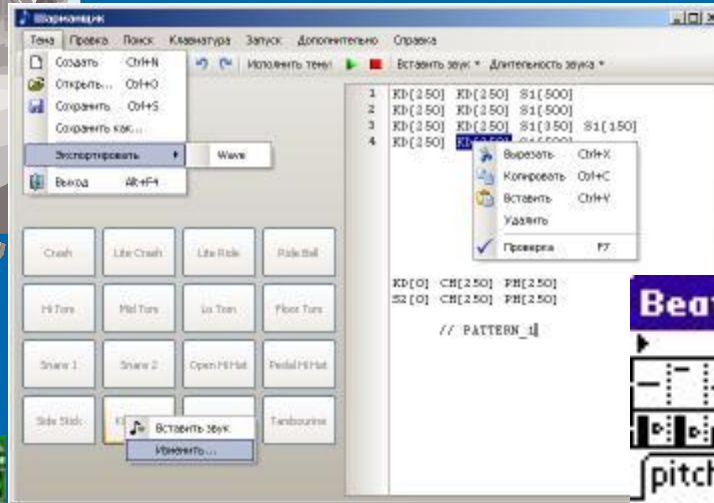 Шарманщик
Тема Правка Поиск Клавиатура Запуск Дополнительно Справка
Создать Ctrl+N
Открыть... Ctrl+O
Сохранить Ctrl+S
Сохранить как...
Экспортировать
Wave
Выход Alt+F4
Исполнить тему:
Вставить звук
Длительность звука
1 KD[250] KD[250] S1[500]
2 KD[250] KD[250] S1[500]
3 KD[250] KD[250] S1[350] S1[150]
4 KD[250]
Вырезать Ctrl+X
Копировать Ctrl+C
Вставить Ctrl+V
Удалить
Проверка F7
KD[0] CH[250] PH[250]
S2[0] CH[250] PH[250]
// PATTERN_1
Crash Lite Crash Lite Ride Ride Bell
Hi Tom Mid Tom Lo Tom Floor Tom
Snare 1 Snare 2 Open Hi Hat Pedal Hi Hat
Side Stick Tambourine
Вставить звук
Изменить...
Beat
pitch